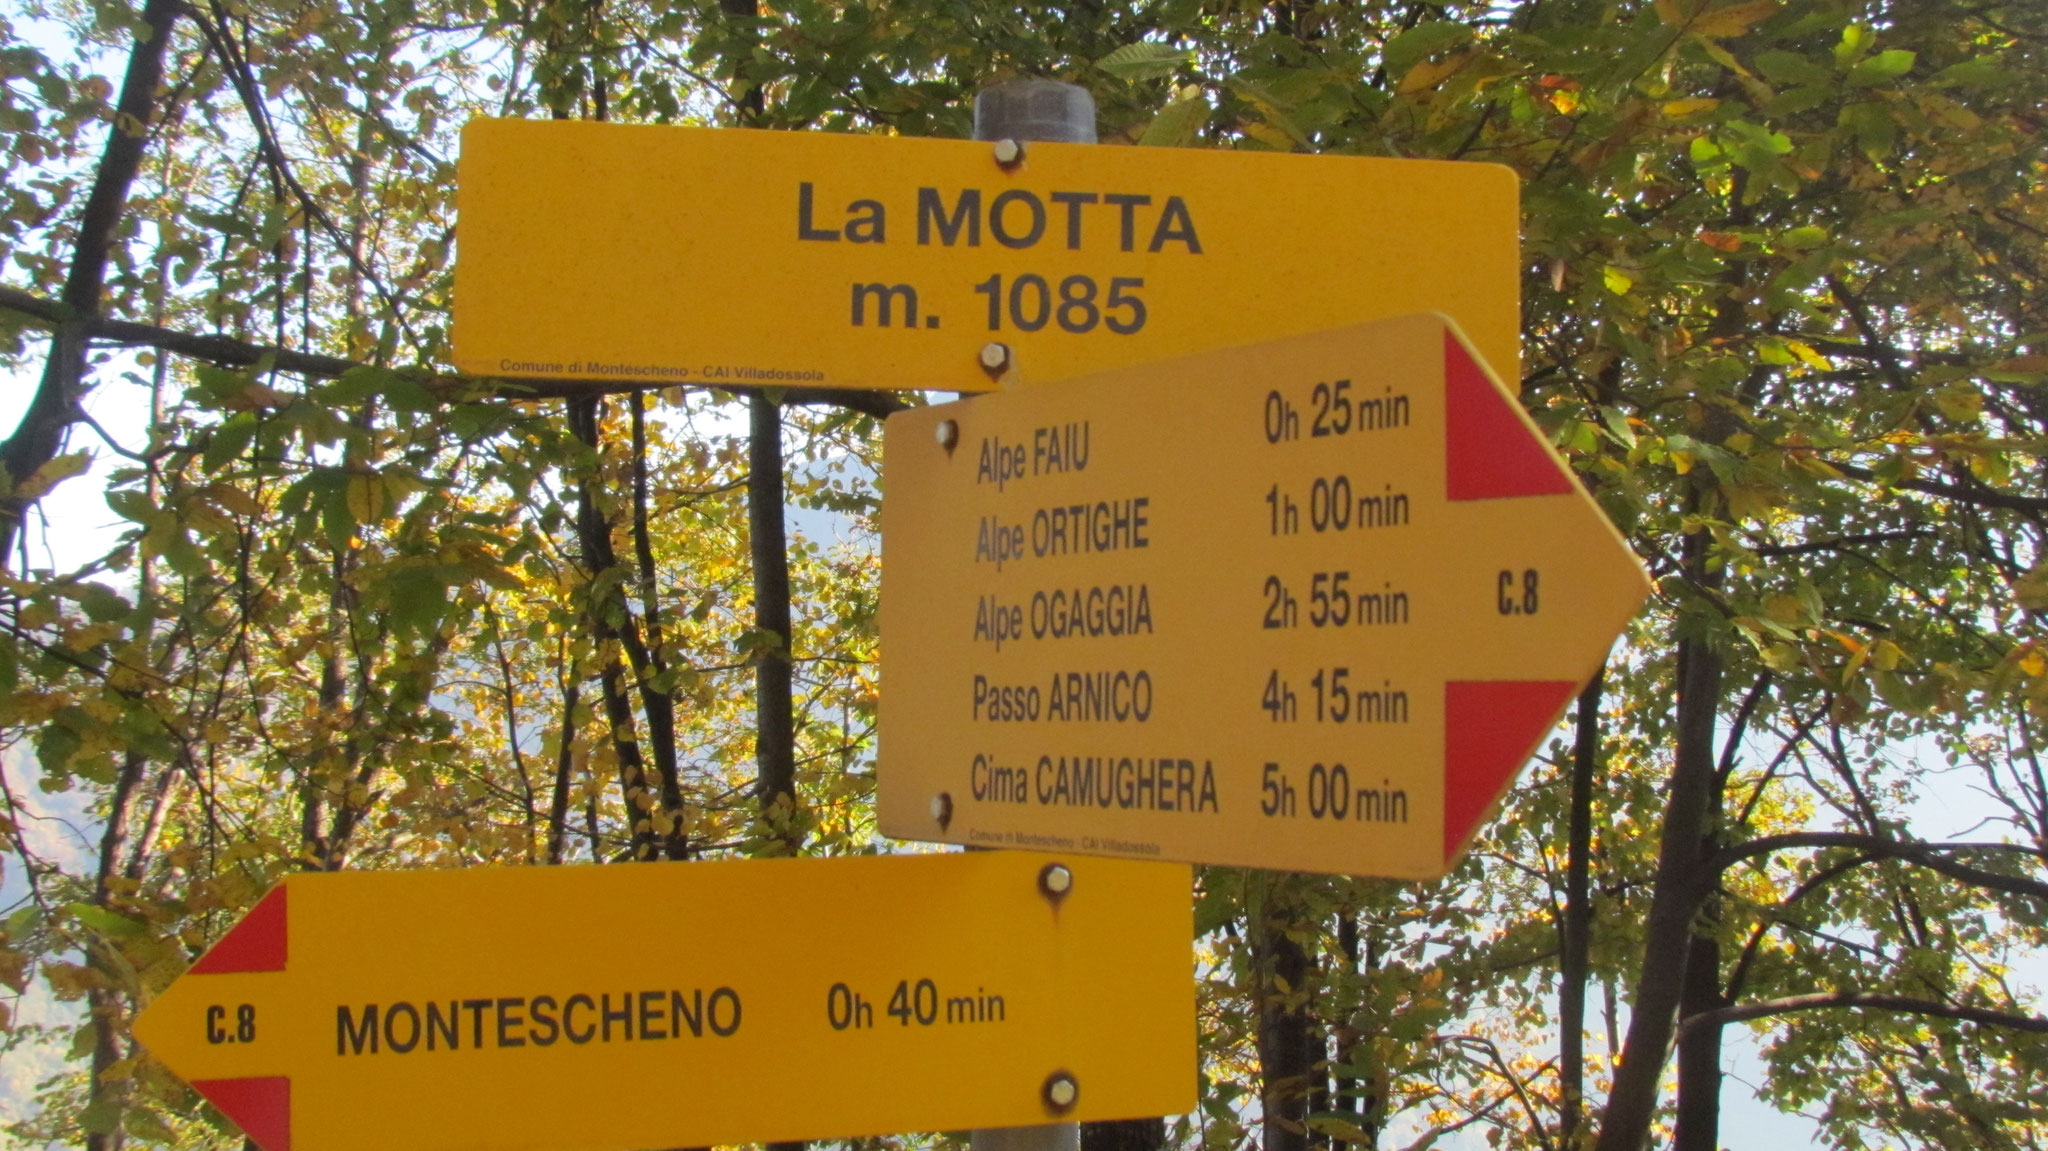 La MOTTA
m. 1085
Comune di Montescheno - CAI Villadossola
Alpe FAIU 0h 25 min
Alpe ORTIGHE 1h 00 min
Alpe OGAGGIA 2h 55 min
Passo ARNICO 4h 15 min
Cima CAMUGHERA 5h 00 min
C.8
Comune di Montescheno - CAI Villadossola
C.8 MONTESCHENO 0h 40 min